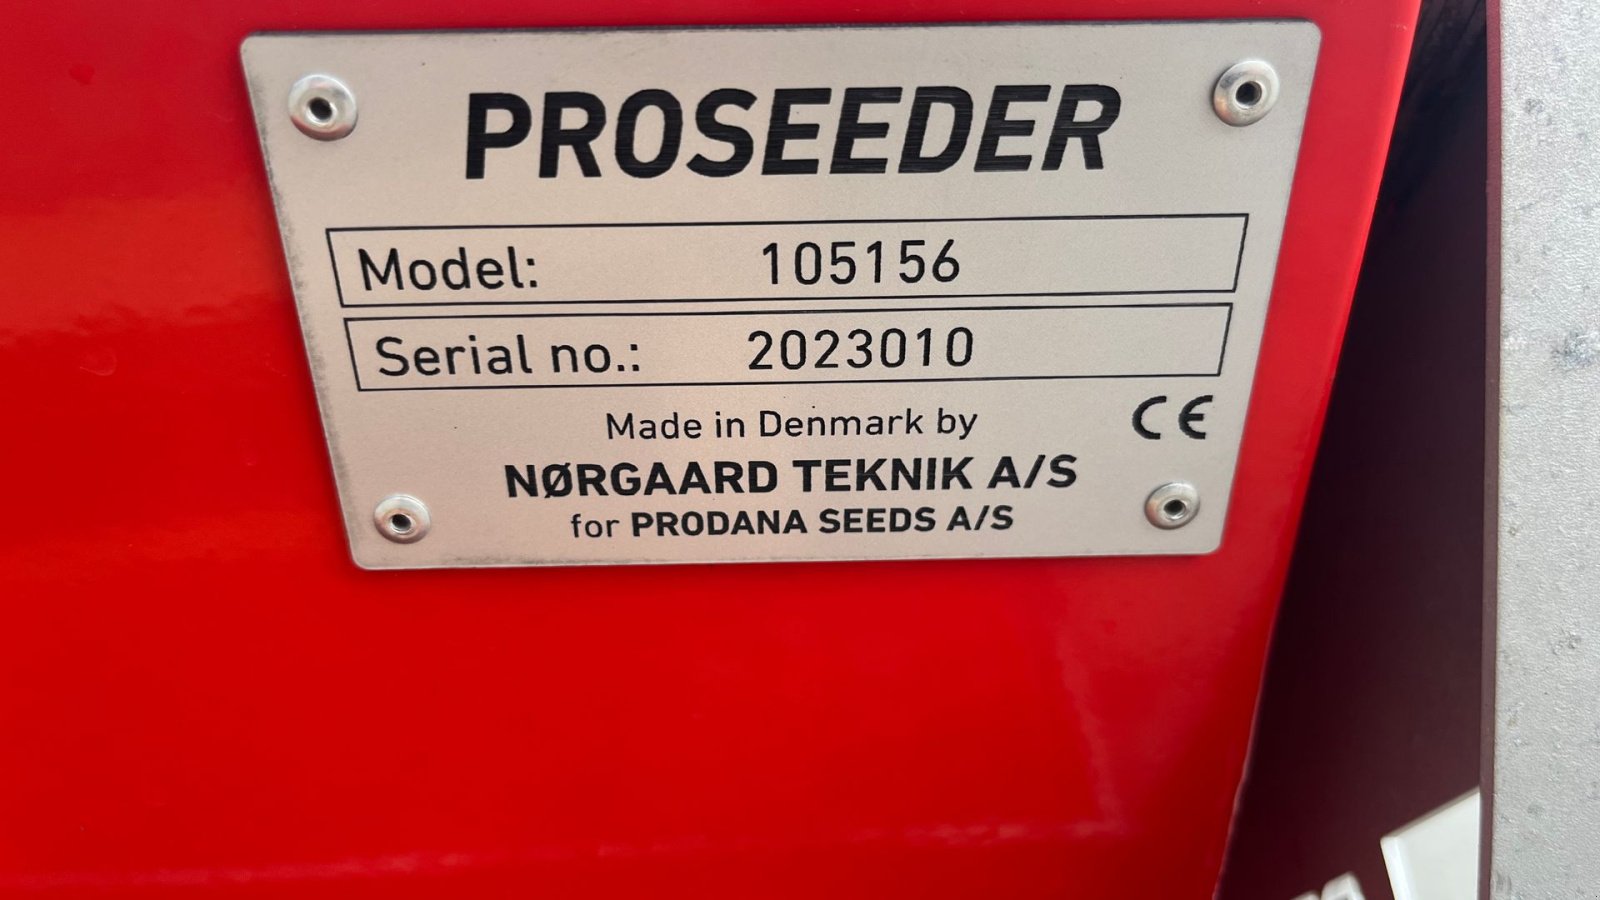 PROSEEDER
Model: 105156
Serial no.: 2023010
Made in Denmark by
CE
NØRGAARD TEKNIK A/S
for PRODANA SEEDS A/S